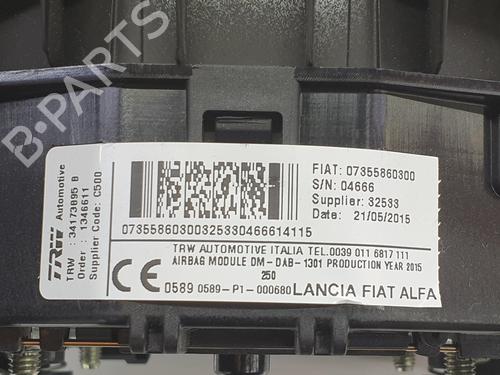 B-PARTS
TRW Automotive
TRW : 34173895 B
Order : 1346611
Supplier Code: C500
FIAT: 07355860300
S/N: 04666
Supplier: 32533
Date: 21/05/2015
07355860300325330466614115
TRW AUTOMOTIVE ITALIA TEL.0039 011 6817 111
AIRBAG MODULE DM-DAB-1301 PRODUCTION YEAR 2015
250
CE 0589 0589-P1-000680 LANCIA FIAT ALFA